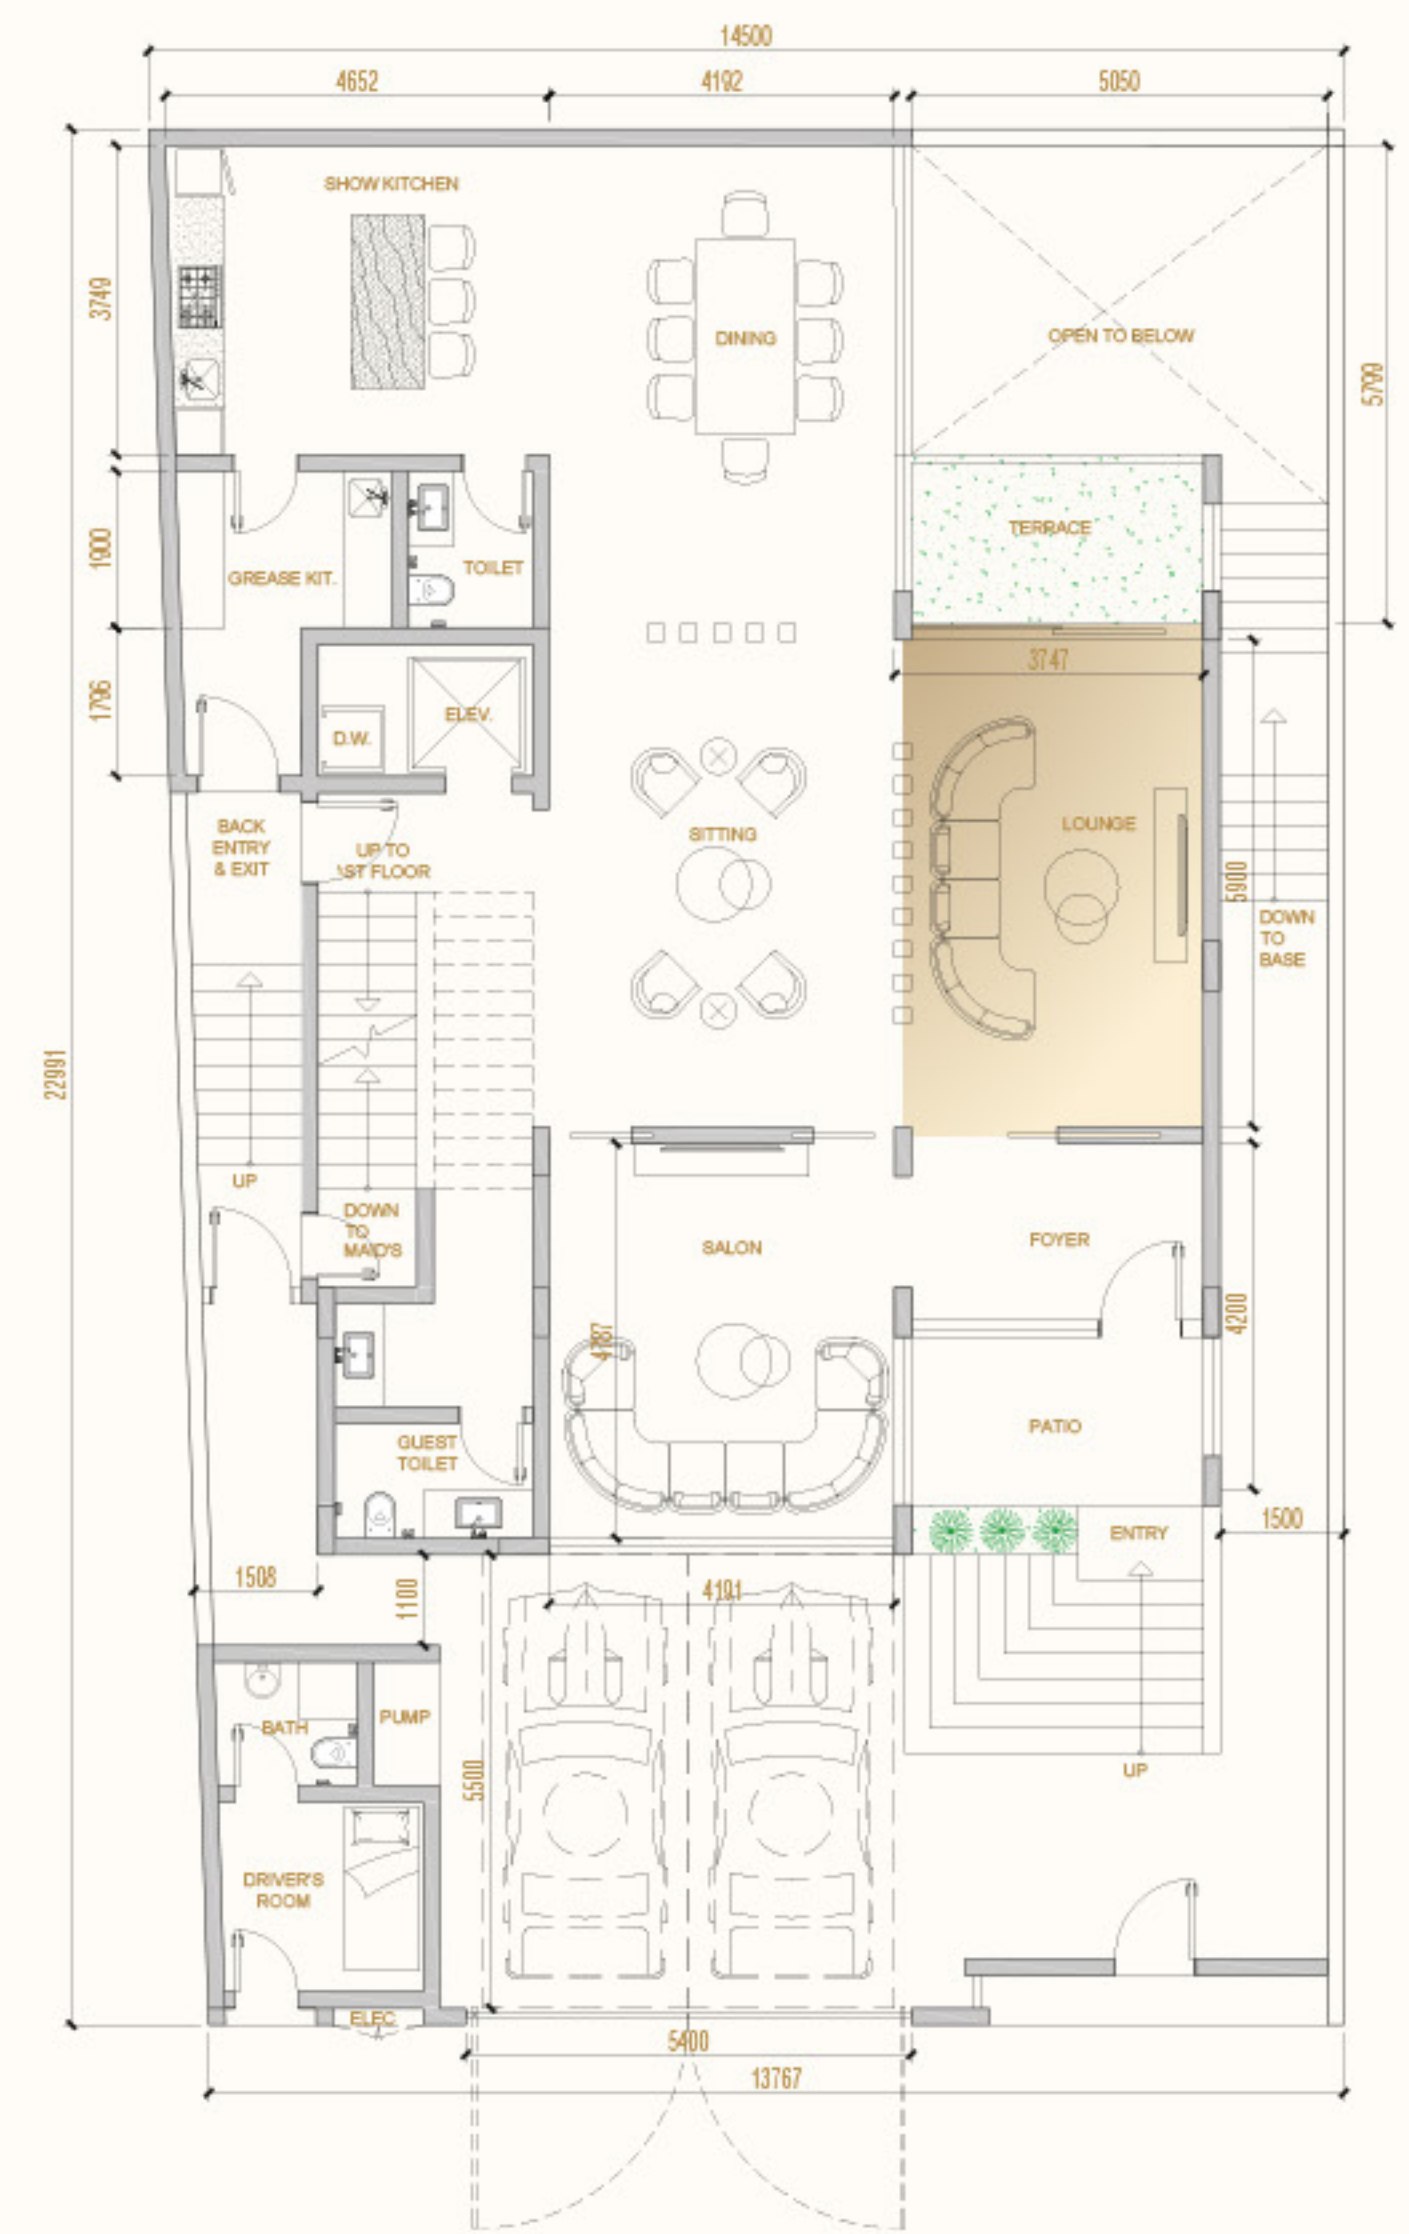 14500
4652
4192
5050
SHOW KITCHEN
3749
DINING
OPEN TO BELOW
5799
TERRACE
1900
TOILET
GREASE KIT.
3747
1796
ELEV.
D.W.
BACK
ENTRY
& EXIT
UP TO
1ST FLOOR
SITTING
LOUNGE
5900
DOWN
TO
BASE
22991
UP
DOWN
TO
MAID'S
SALON
FOYER
4200
4787
PATIO
GUEST
TOILET
ENTRY
1500
1508
1100
4191
BATH
PUMP
UP
5500
DRIVER'S
ROOM
ELEC
5400
13767